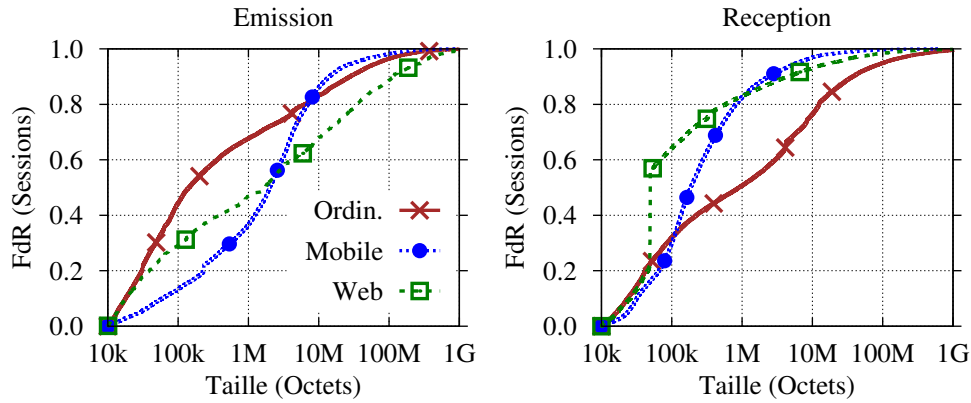 Emission
FdR (Sessions)
1.0
0.8
0.6
0.4
0.2
0.0
Ordin.
Mobile
Web
10k 100k 1M 10M 100M 1G
Taille (Octets)
Reception
FdR (Sessions)
1.0
0.8
0.6
0.4
0.2
0.0
10k 100k 1M 10M 100M 1G
Taille (Octets)